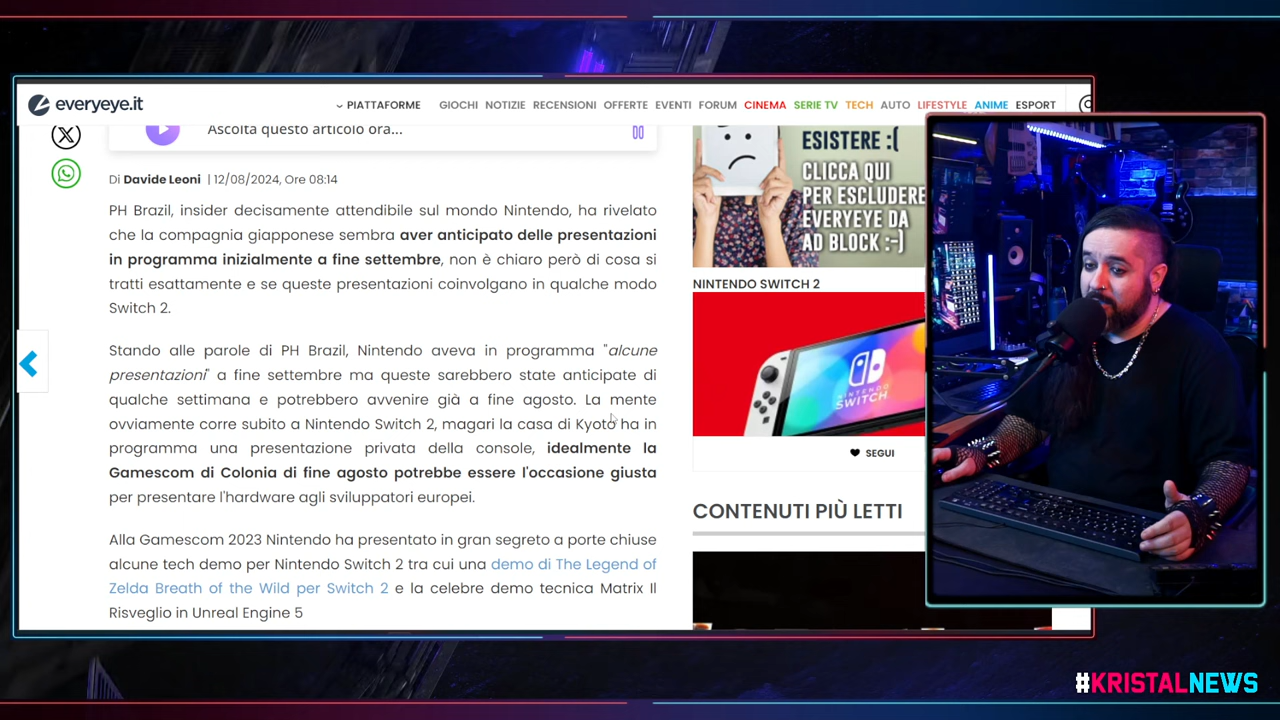 everyeye.it
PIATTAFORME GIOCHI NOTIZIE RECENSIONI OFFERTE EVENTI FORUM CINEMA SERIE TV TECH AUTO LIFESTYLE ANIME ESPORT
Ascolta questo articolo ora...
Di Davide Leoni | 12/08/2024, Ore 08:14
PH Brazil, insider decisamente attendibile sul mondo Nintendo, ha rivelato
che la compagnia giapponese sembra aver anticipato delle presentazioni
in programma inizialmente a fine settembre, non è chiaro però di cosa si
tratti esattamente e se queste presentazioni coinvolgano in qualche modo
Switch 2.
Stando alle parole di PH Brazil, Nintendo aveva in programma "alcune
presentazioni" a fine settembre ma queste sarebbero state anticipate di
qualche settimana e potrebbero avvenire già a fine agosto. La mente
ovviamente corre subito a Nintendo Switch 2, magari la casa di Kyoto ha in
programma una presentazione privata della console, idealmente la
Gamescom di Colonia di fine agosto potrebbe essere l'occasione giusta
per presentare l'hardware agli sviluppatori europei.
Alla Gamescom 2023 Nintendo ha presentato in gran segreto a porte chiuse
alcune tech demo per Nintendo Switch 2 tra cui una demo di The Legend of
Zelda Breath of the Wild per Switch 2 e la celebre demo tecnica Matrix Il
Risveglio in Unreal Engine 5
ESISTERE :(
CLICCA QUI
PER ESCLUDERE
EVERYEYE DA
AD BLOCK :-)
NINTENDO SWITCH 2
NINTENDO
SWITCH
SEGUI
CONTENUTI PIÙ LETTI
#KRISTALNEWS